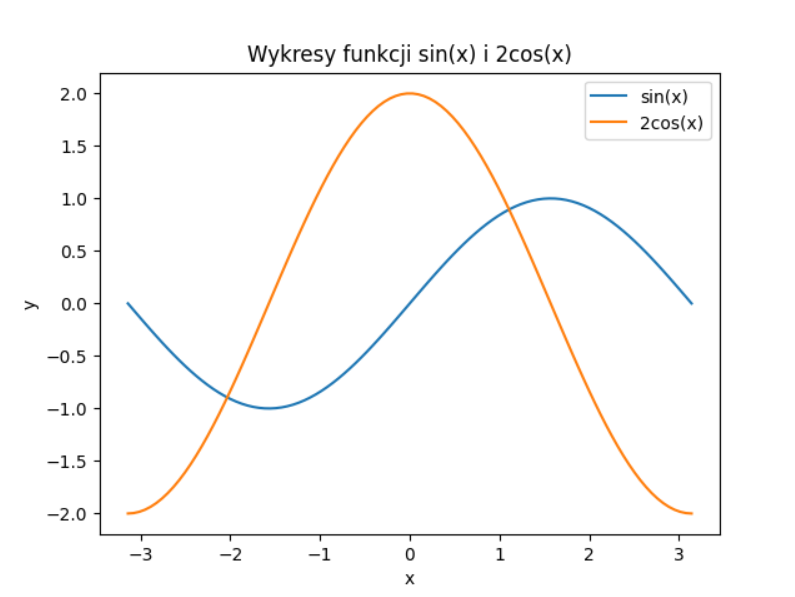 Wykresy funkcji sin(x) i 2cos(x)
sin(x)
2cos(x)
2.0
1.5
1.0
0.5
0.0
−0.5
−1.0
−1.5
−2.0
y
−3 −2 −1 0 1 2 3
x